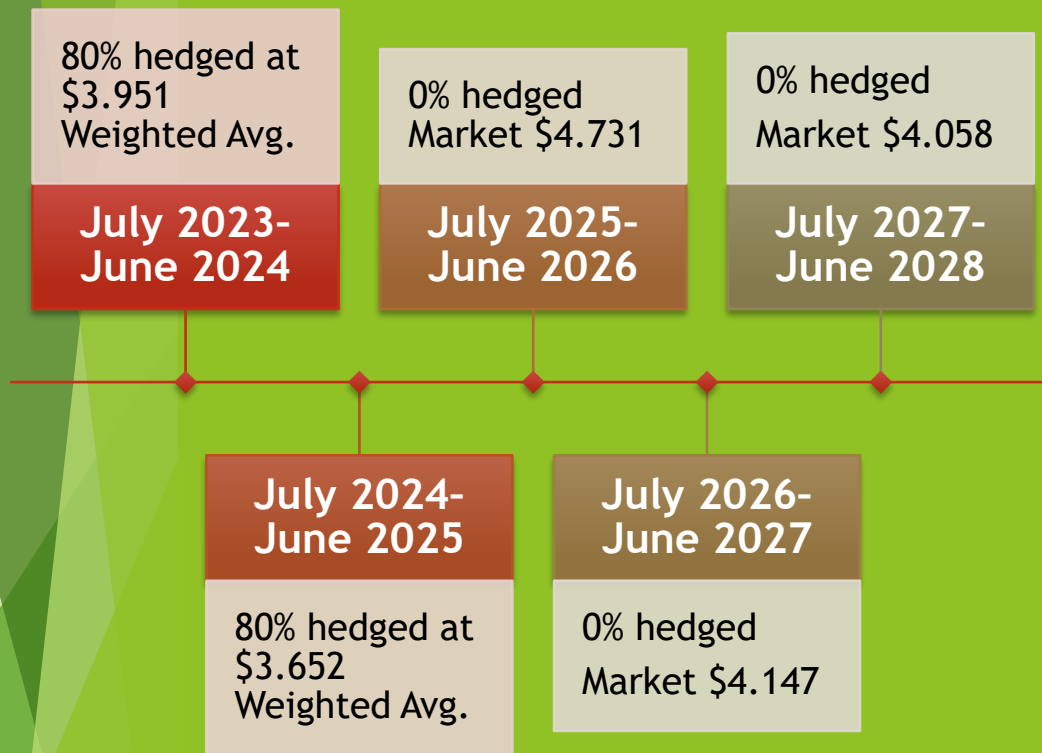 80% hedged at
$3.951
Weighted Avg.
July 2023-
June 2024
0% hedged
Market $4.731
July 2025-
June 2026
0% hedged
Market $4.058
July 2027-
June 2028
July 2024-
June 2025
80% hedged at
$3.652
Weighted Avg.
July 2026-
June 2027
0% hedged
Market $4.147